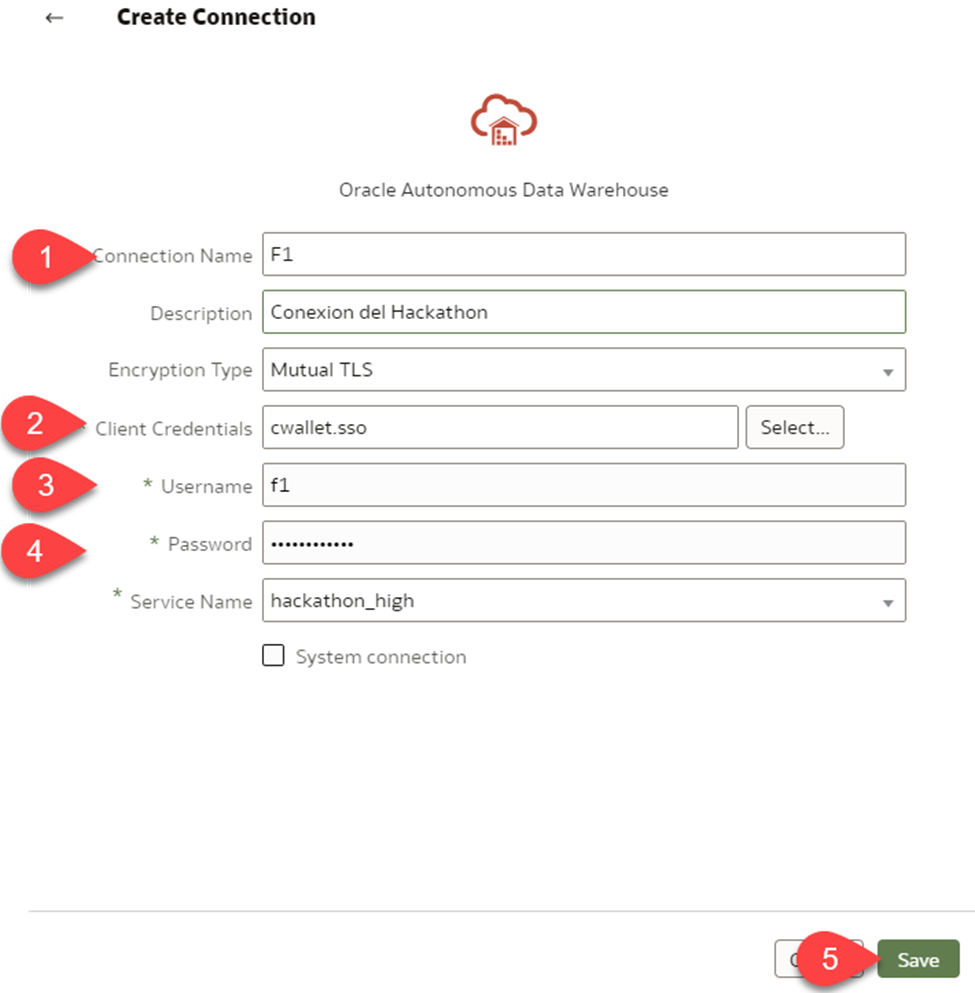 ← Create Connection
Oracle Autonomous Data Warehouse
1 Connection Name F1
Description Conexion del Hackathon
Encryption Type Mutual TLS
2 * Client Credentials cwallet.sso Select...
3 * Username f1
4 * Password ••••••••••••
* Service Name hackathon_high
System connection
5 Save